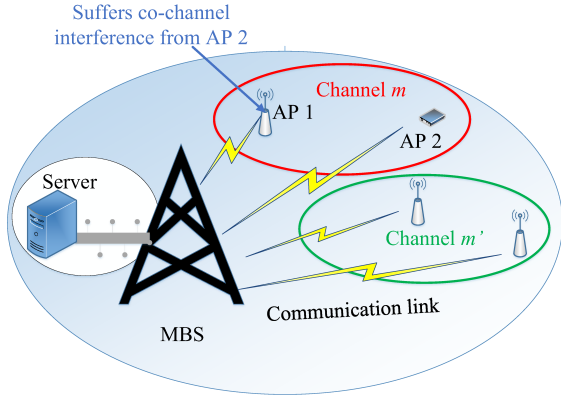 Suffers co-channel
interference from AP 2
Channel m
AP 1
AP 2
Server
Channel m’
Communication link
MBS